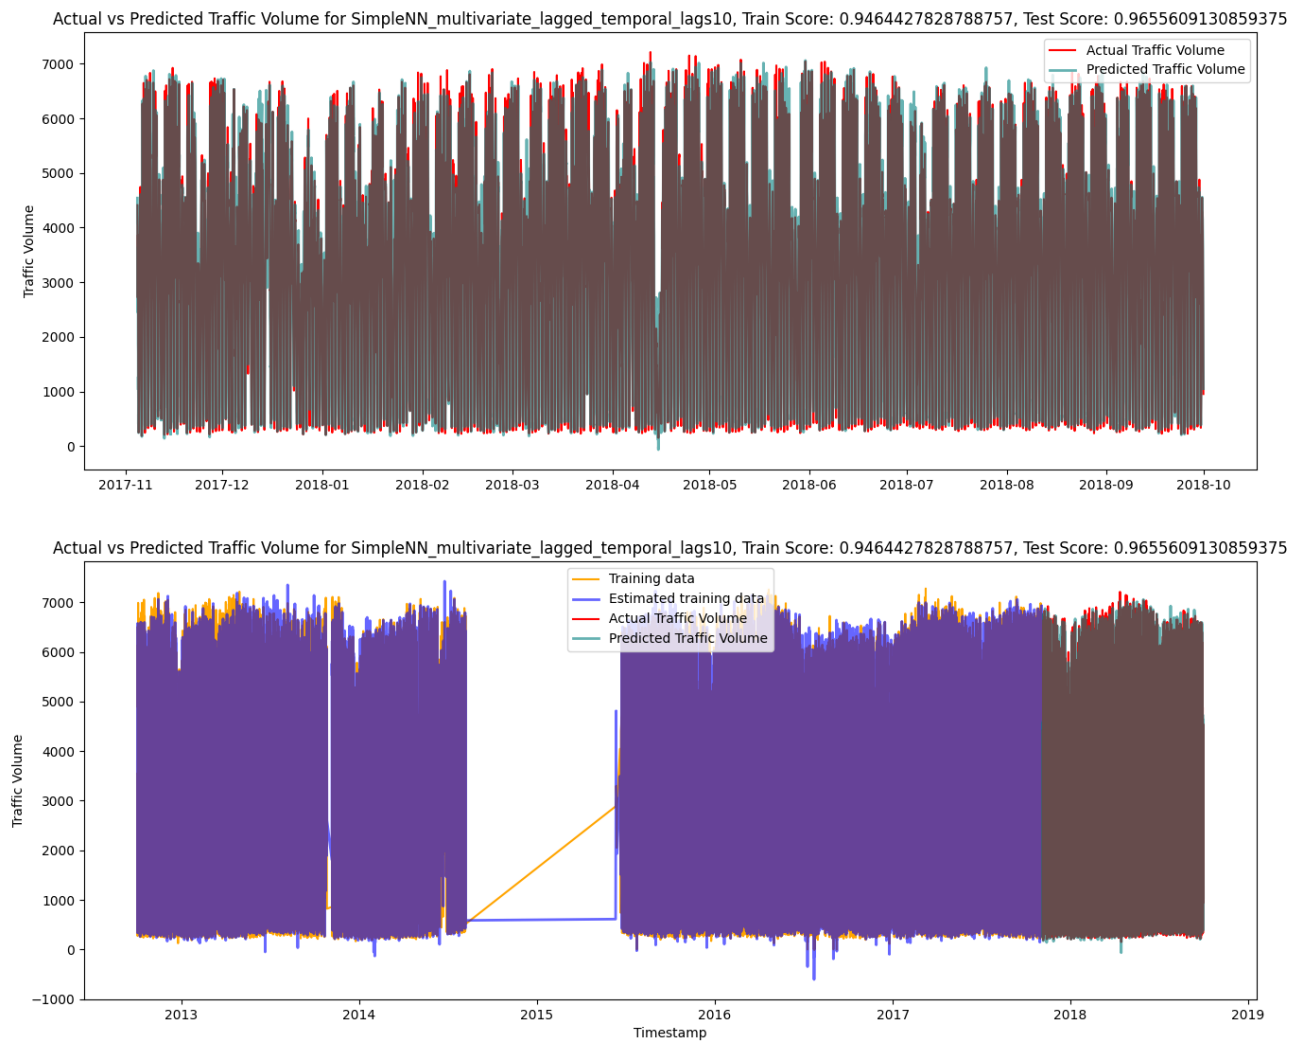 Actual vs Predicted Traffic Volume for SimpleNN_multivariate_lagged_temporal_lags10, Train Score: 0.9464427828788757, Test Score: 0.9655609130859375
Actual Traffic Volume
Predicted Traffic Volume
Traffic Volume
7000
6000
5000
4000
3000
2000
1000
0
2017-11 2017-12 2018-01 2018-02 2018-03 2018-04 2018-05 2018-06 2018-07 2018-08 2018-09 2018-10
Actual vs Predicted Traffic Volume for SimpleNN_multivariate_lagged_temporal_lags10, Train Score: 0.9464427828788757, Test Score: 0.9655609130859375
Training data
Estimated training data
Actual Traffic Volume
Predicted Traffic Volume
Traffic Volume
7000
6000
5000
4000
3000
2000
1000
0
−1000
2013 2014 2015 2016 2017 2018 2019
Timestamp